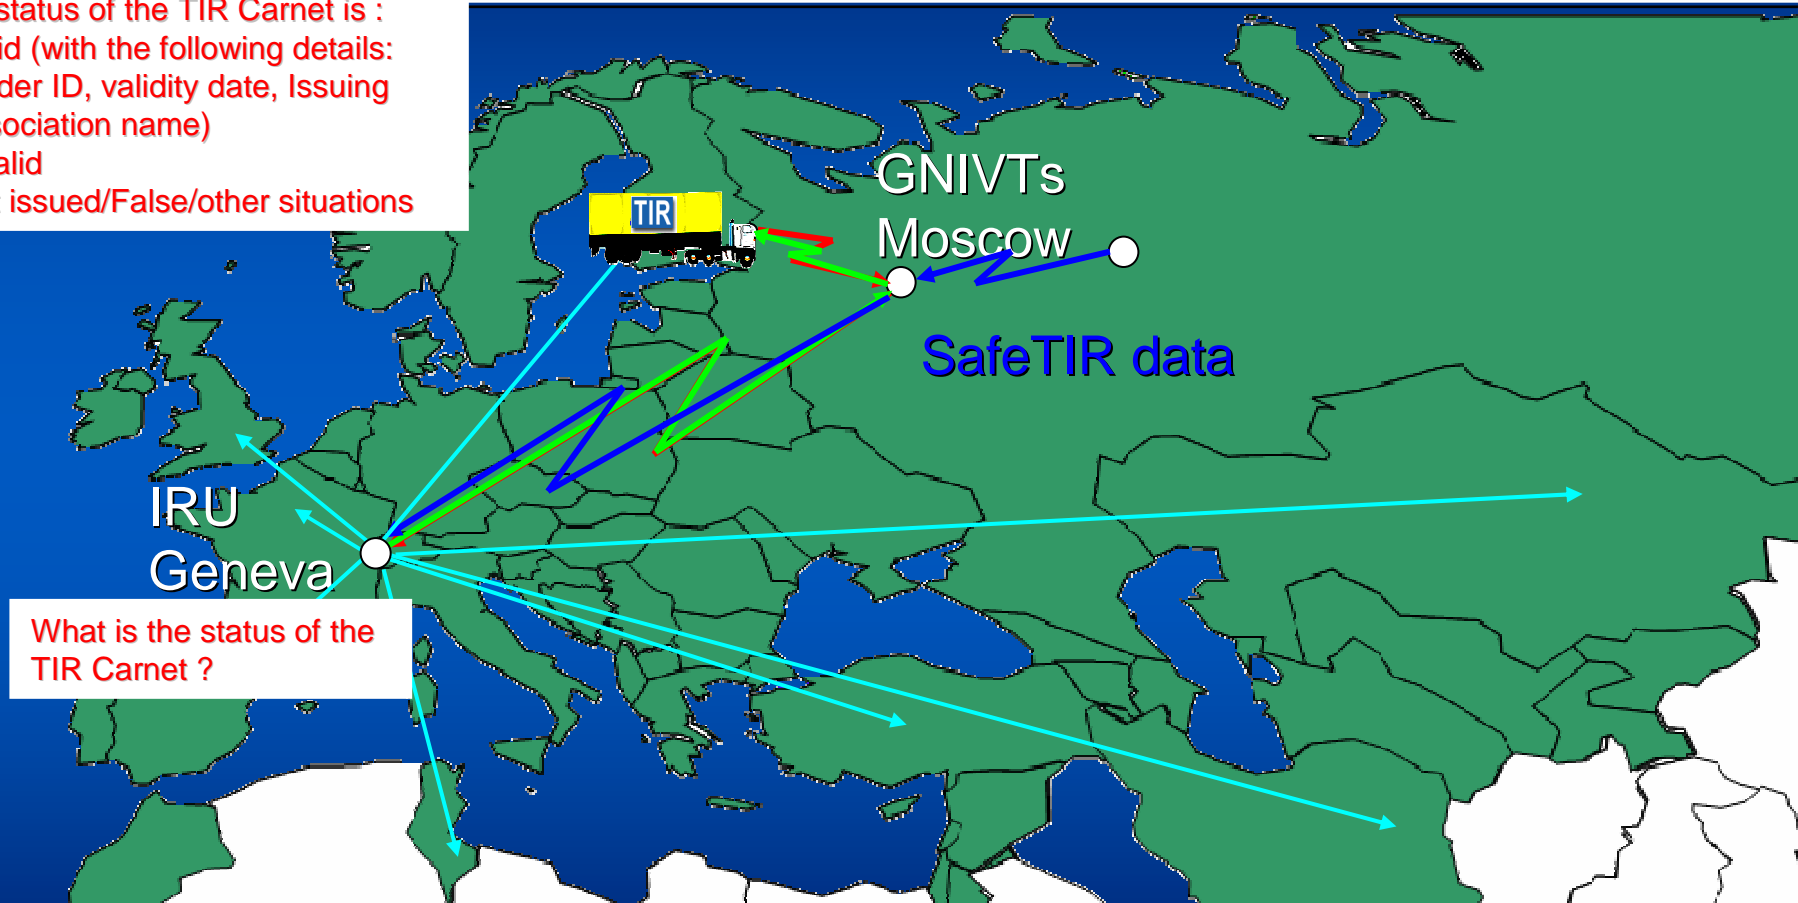 status of the TIR Carnet is :
id (with the following details:
der ID, validity date, Issuing
sociation name)
alid
issued/False/other situations
GNIVTs
Moscow
TIR
SafeTIR data
IRU
Geneva
What is the status of the
TIR Carnet ?